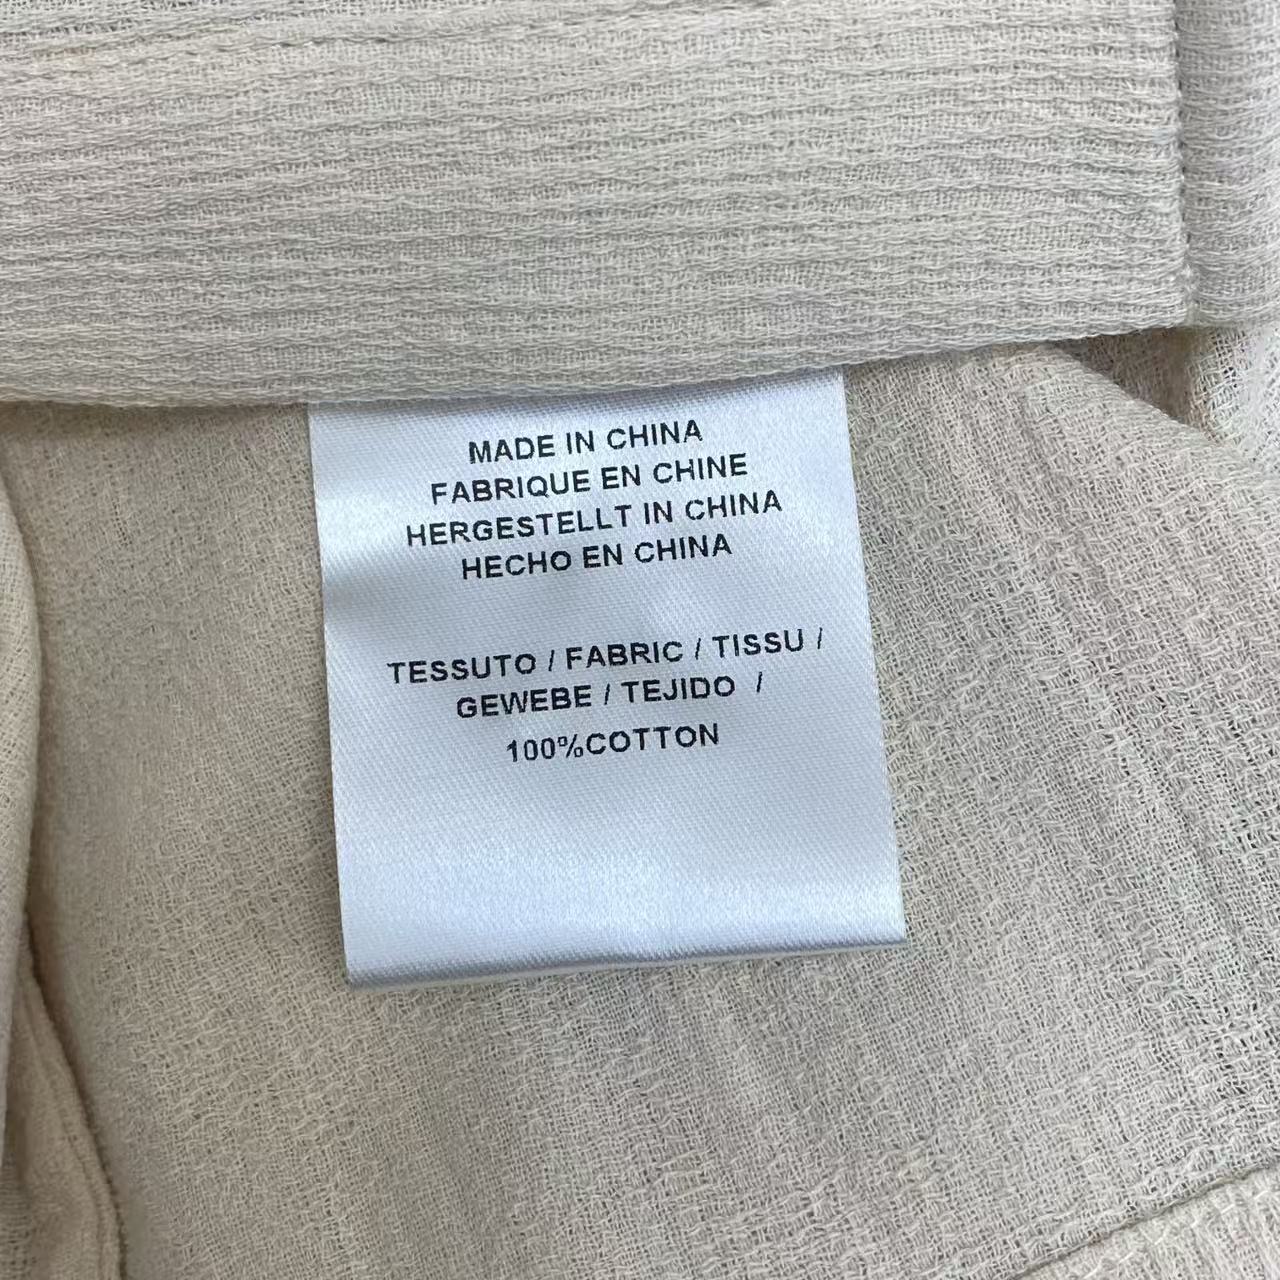 MADE IN CHINA
FABRIQUE EN CHINE
HERGESTELLT IN CHINA
HECHO EN CHINA
TESSUTO / FABRIC / TISSU /
GEWEBE / TEJIDO /
100%COTTON